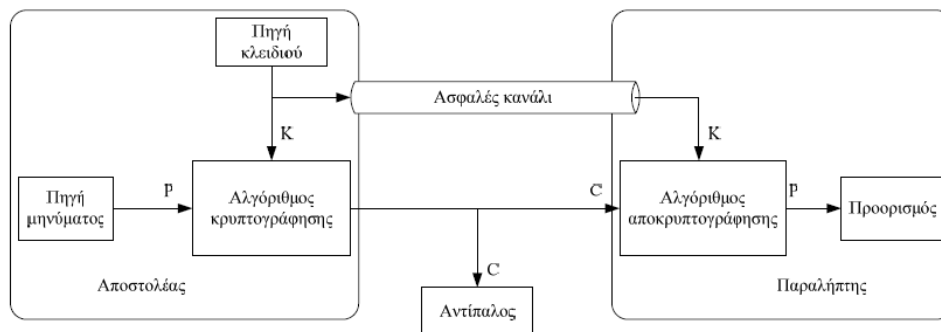 Πηγή
κλειδιού
Ασφαλές κανάλι
K
K
Πηγή
μηνύματος
P
Αλγόριθμος
κρυπτογράφησης
C
Αλγόριθμος
αποκρυπτογράφησης
P
Προορισμός
C
Αποστολέας
Αντίπαλος
Παραλήπτης